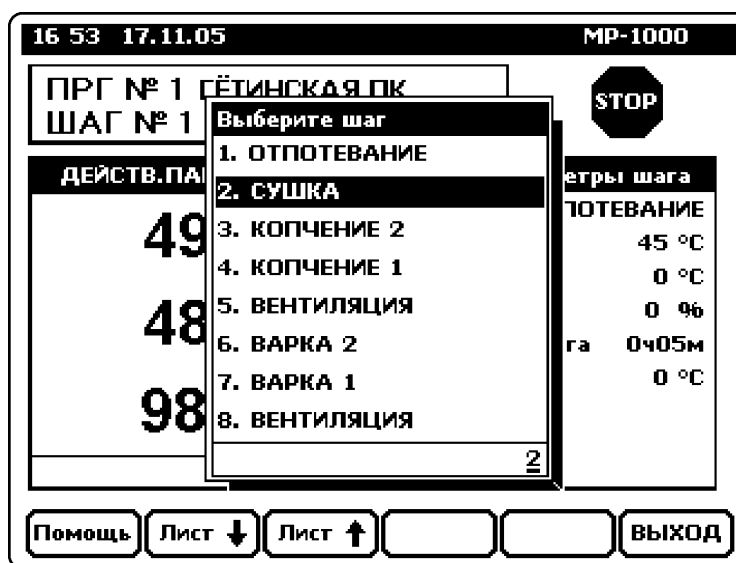 16 53 17.11.05 MP-1000
ПРГ № 1 ГЁТИНСКАЯ ПК
ШАГ № 1
STOP
Выберите шаг
1. ОТПОТЕВАНИЕ
2. СУШКА
3. КОПЧЕНИЕ 2
4. КОПЧЕНИЕ 1
5. ВЕНТИЛЯЦИЯ
6. ВАРКА 2
7. ВАРКА 1
8. ВЕНТИЛЯЦИЯ
2
ДЕЙСТВ.ПА
49
48
98
етры шага
ПОТЕВАНИЕ
45 °C
0 °C
0 %
га 0ч05м
0 °C
Помощь Лист ↓ Лист ↑ ВЫХОД